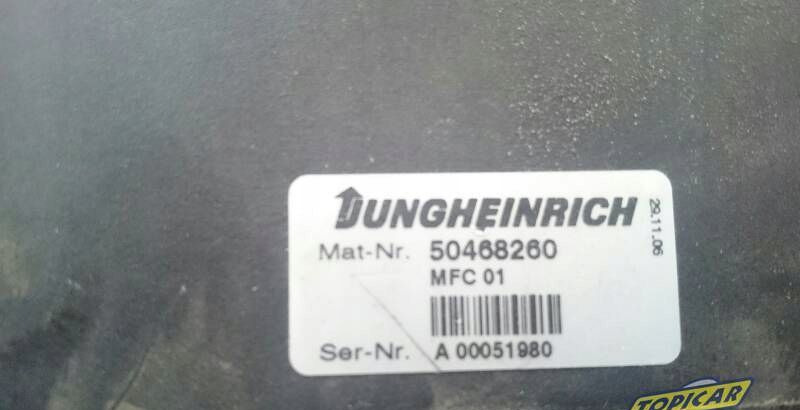 JUNGHEINRICH
Mat-Nr. 50468260
MFC 01
Ser-Nr. A 00051980
29.11.06
TOPICAR